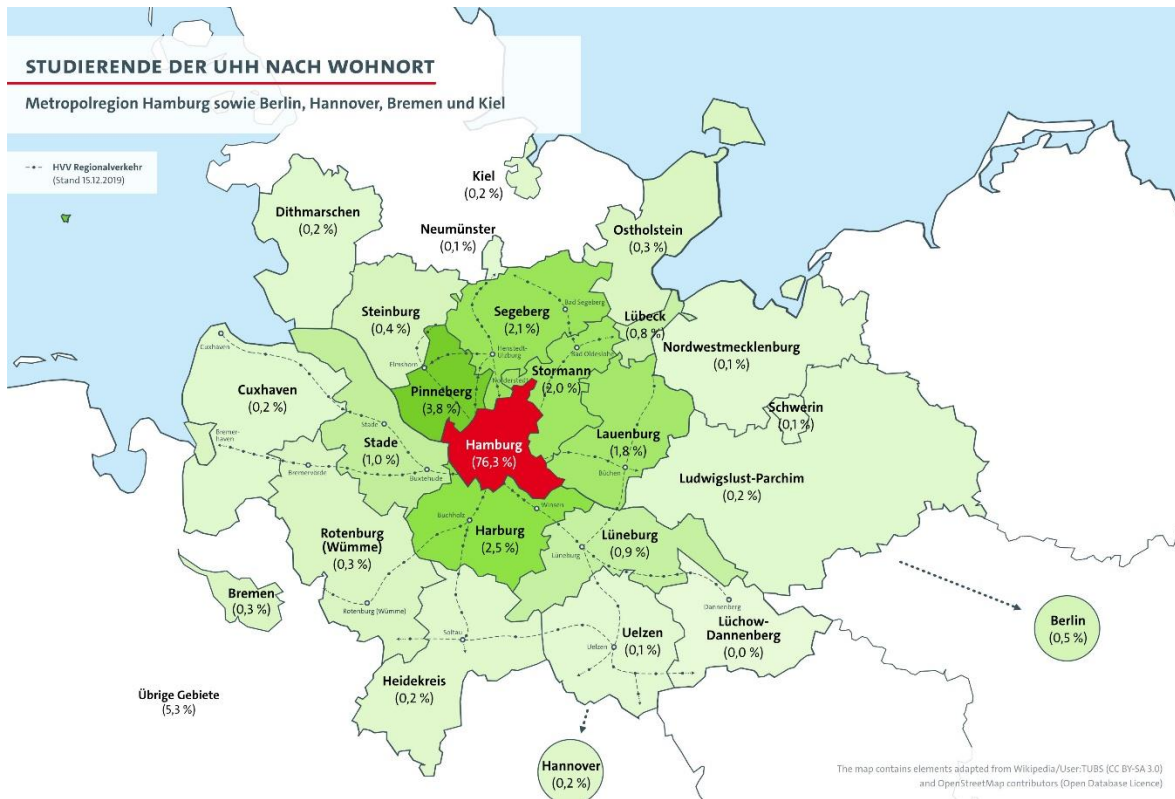 STUDIERENDE DER UHH NACH WOHNORT
Metropolregion Hamburg sowie Berlin, Hannover, Bremen und Kiel
HVV Regionalverkehr
(Stand 15.12.2019)
Kiel
(0,2 %)
Dithmarschen
(0,2 %)
Neumünster
(0,1 %)
Ostholstein
(0,3 %)
Steinburg
(0,4 %)
Segeberg
(2,1 %)
Bad Segeberg
Lübeck
(0,8 %)
Nordwestmecklenburg
(0,1 %)
Cuxhaven
Elmshorn
Henstedt-
Ulzburg
Bad Oldesloe
Norderstedt
Stormann
(2,0 %)
Pinneberg
(3,8 %)
Cuxhaven
(0,2 %)
Schwerin
(0,1 %)
Bremer-
haven
Stade
Stade
(1,0 %)
Hamburg
(76,3 %)
Lauenburg
(1,8 %)
Büchen
Bremervörde
Buxtehude
Ludwigslust-Parchim
(0,2 %)
Buchholz
Winsen
Harburg
(2,5 %)
Rotenburg
(Wümme)
(0,3 %)
Lüneburg
(0,9 %)
Lüneburg
Bremen
(0,3 %)
Rotenburg (Wümme)
Dannenberg
Lüchow-
Dannenberg
(0,0 %)
Berlin
(0,5 %)
Soltau
Uelzen
(0,1 %)
Uelzen
Heidekreis
(0,2 %)
Übrige Gebiete
(5,3 %)
Hannover
(0,2 %)
The map contains elements adapted from Wikipedia/User:TUBS (CC BY-SA 3.0)
and OpenStreetMap contributors (Open Database Licence)